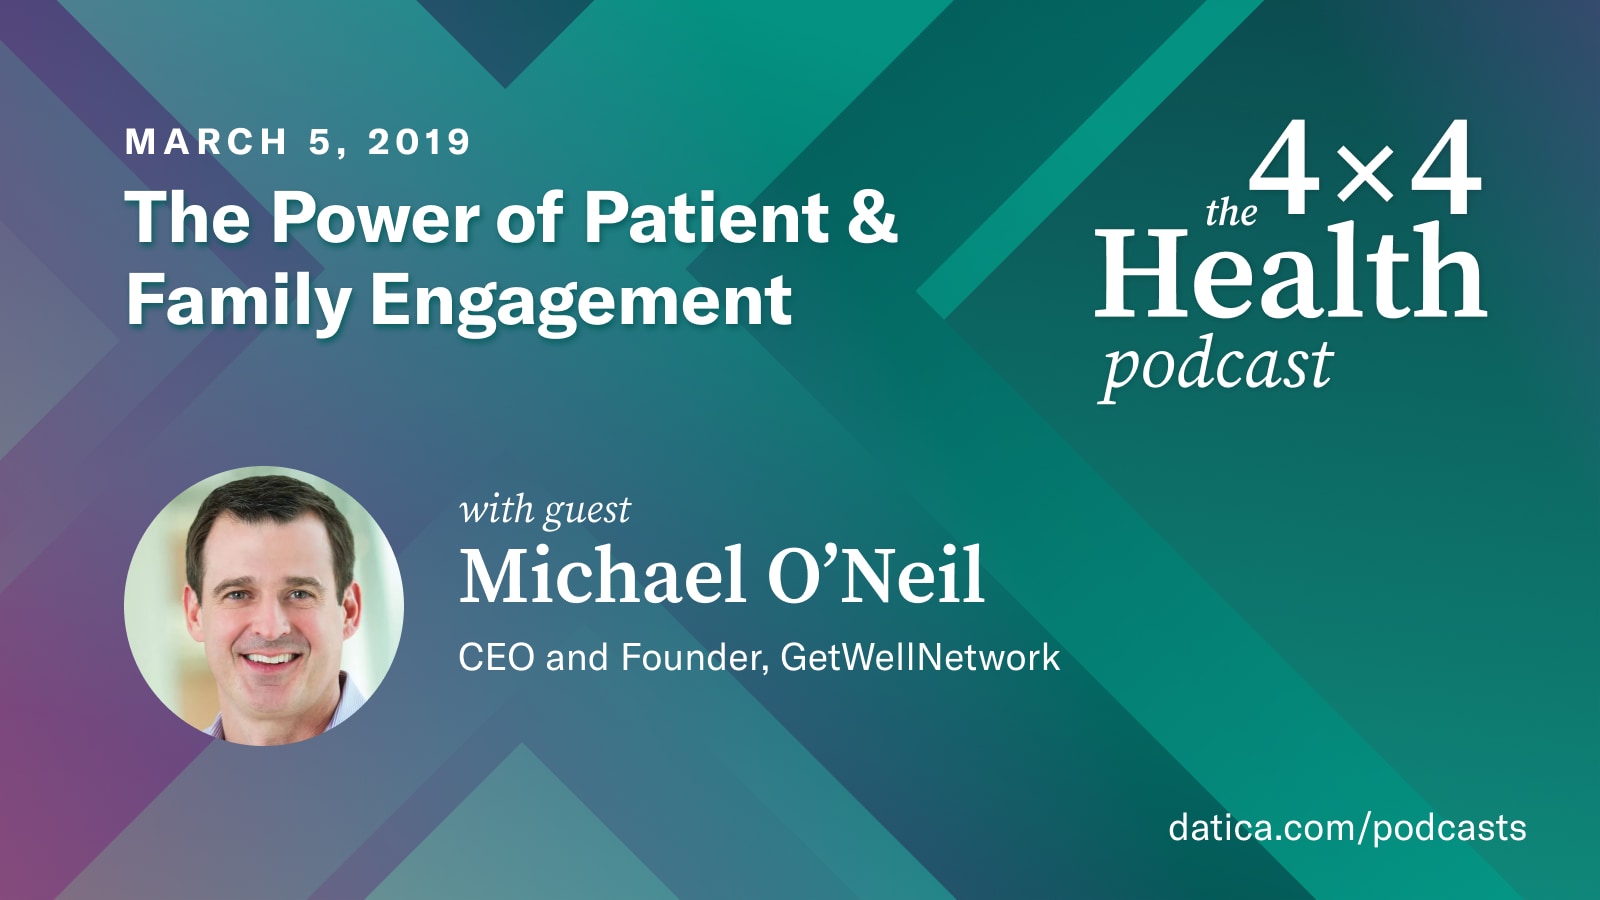 MARCH 5, 2019
The Power of Patient &
Family Engagement
the 4×4
Health
podcast
with guest
Michael O’Neil
CEO and Founder, GetWellNetwork
datica.com/podcasts